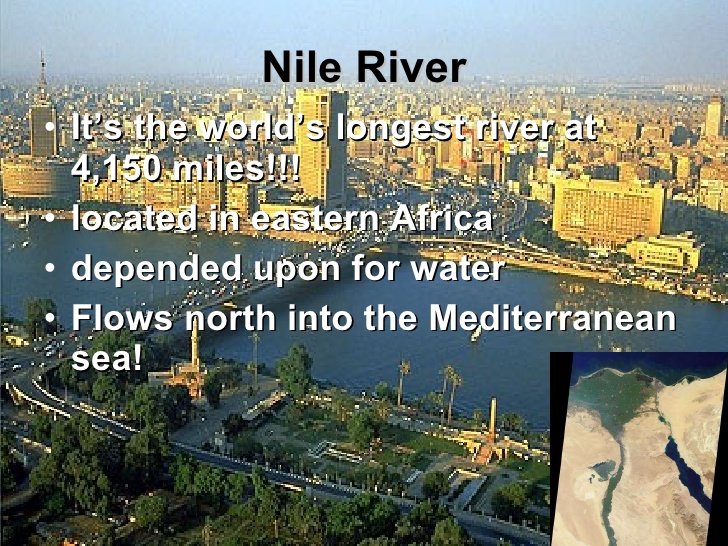 Nile River
• It’s the world’s longest river at
4,150 miles!!!
• located in eastern Africa
• depended upon for water
• Flows north into the Mediterranean
sea!